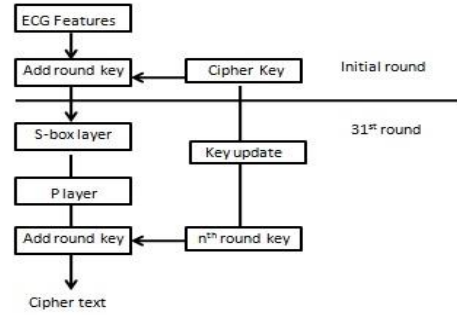 ECG Features
Add round key
Cipher Key
Initial round
31st round
S-box layer
Key update
P layer
Add round key
nth round key
Cipher text